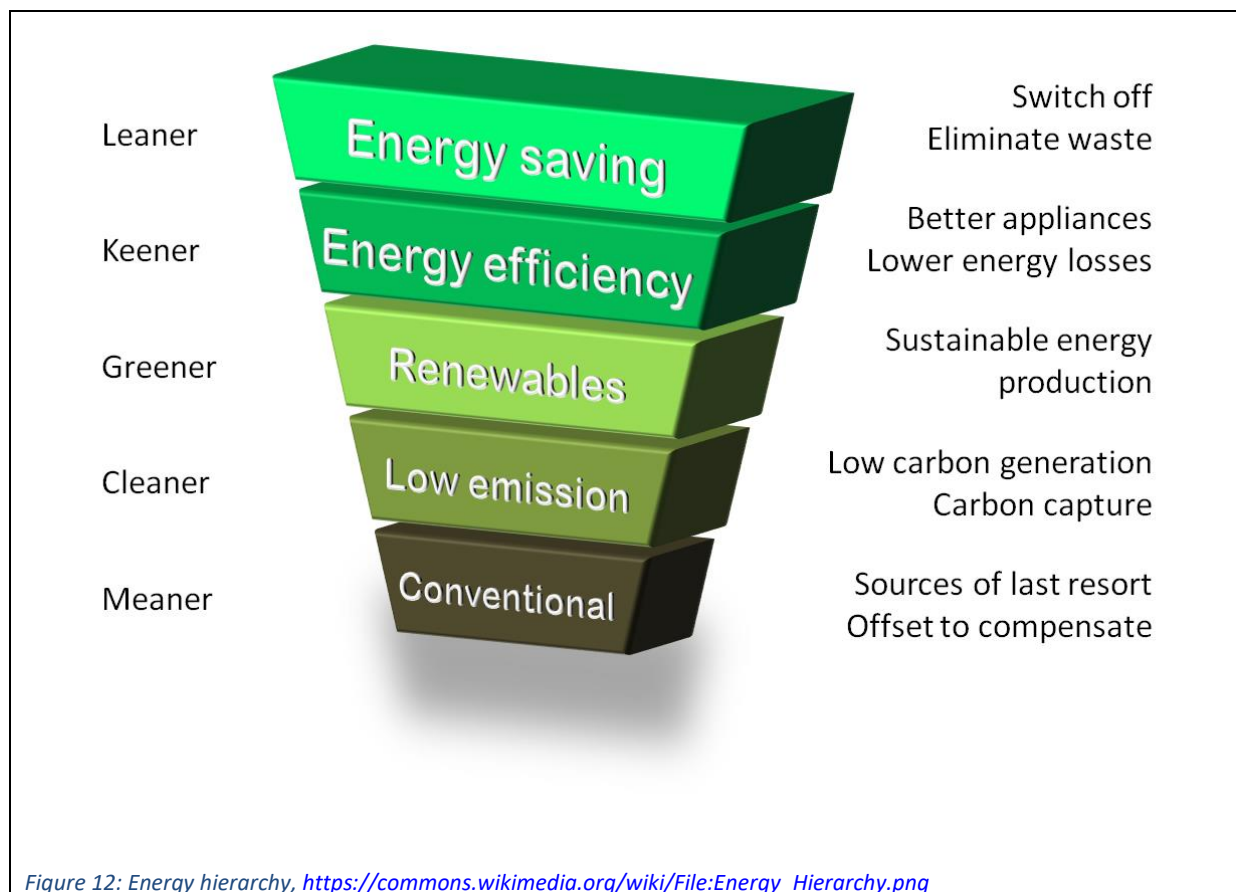 Leaner
Energy saving
Switch off
Eliminate waste
Keener
Energy efficiency
Better appliances
Lower energy losses
Greener
Renewables
Sustainable energy
production
Cleaner
Low emission
Low carbon generation
Carbon capture
Meaner
Conventional
Sources of last resort
Offset to compensate
Figure 12: Energy hierarchy, https://commons.wikimedia.org/wiki/File:Energy_Hierarchy.png